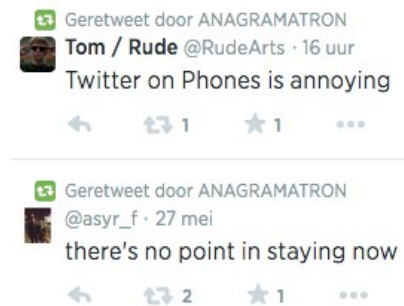 Geretweet door ANAGRAMATRON
Tom / Rude @RudeArts · 16 uur
Twitter on Phones is annoying
1 1
Geretweet door ANAGRAMATRON
@asyr_f · 27 mei
there's no point in staying now
2 1